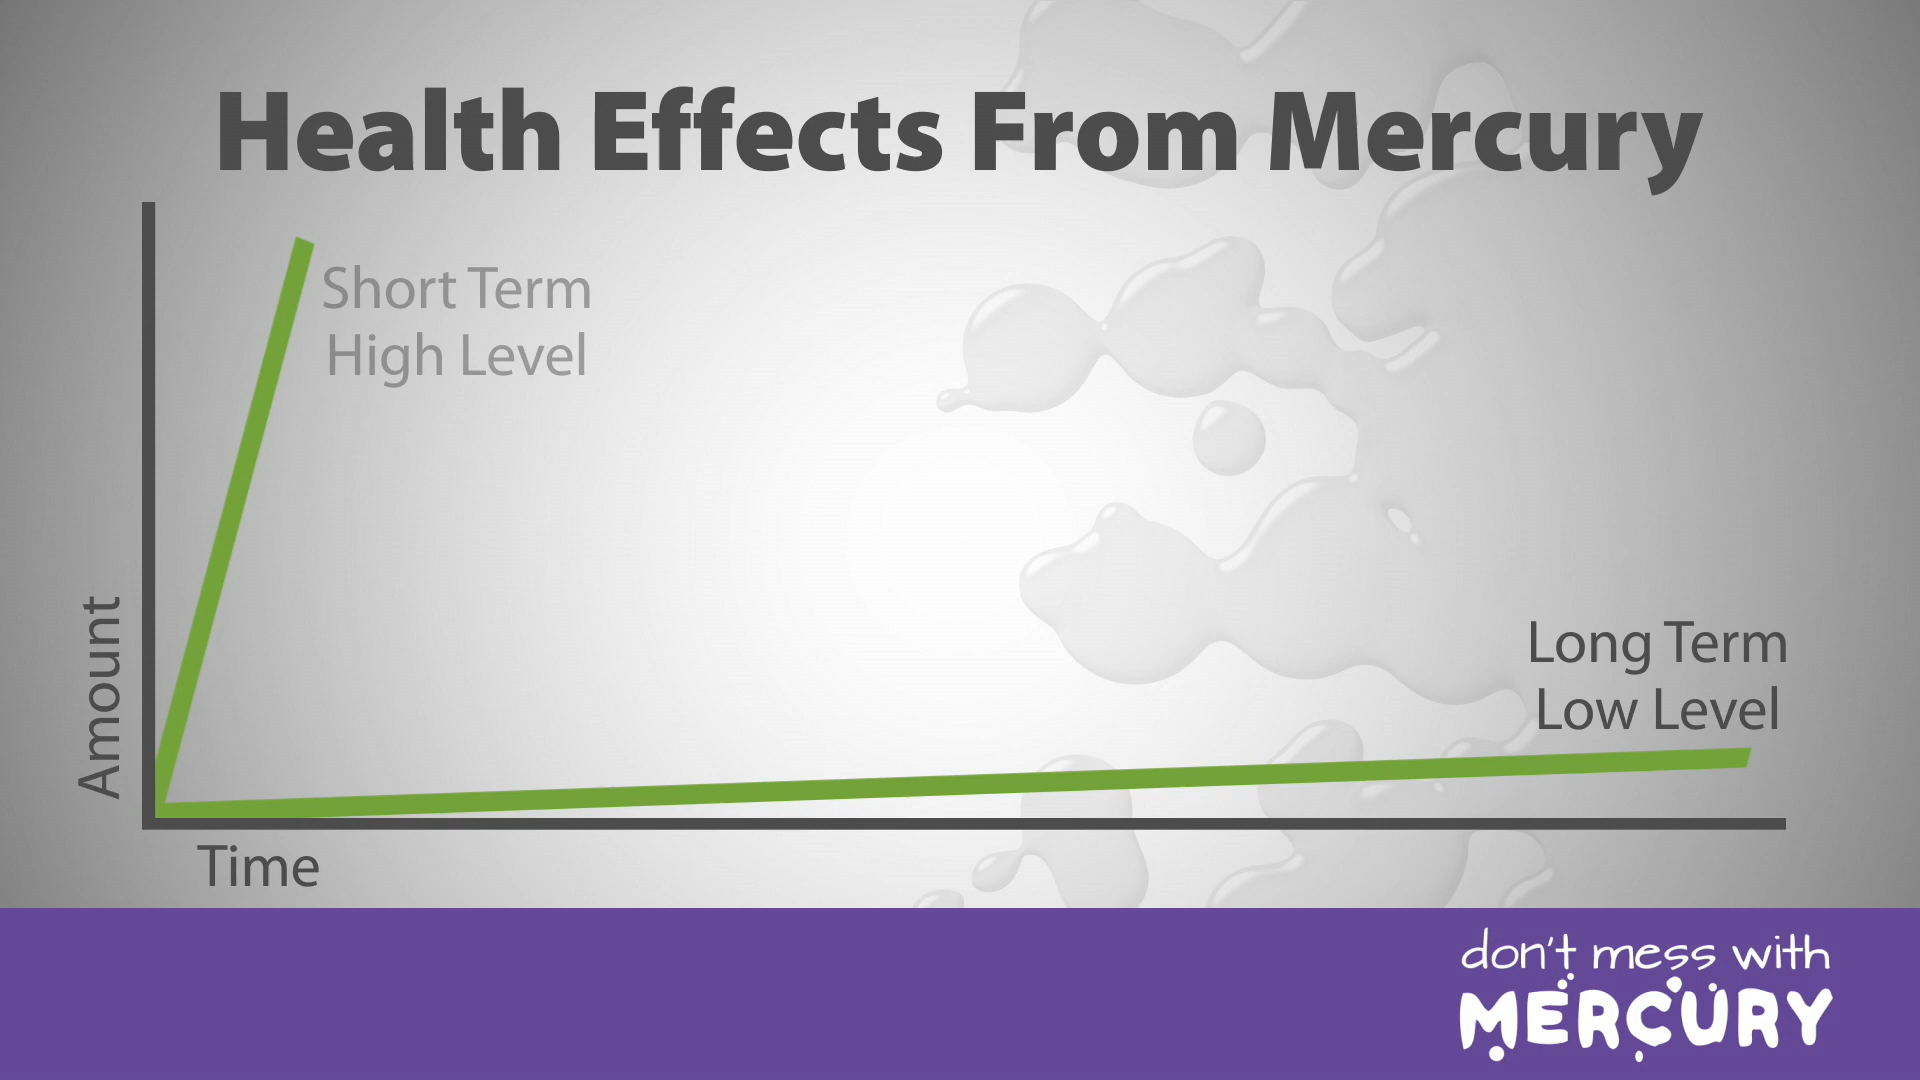 Health Effects From Mercury
Short Term
High Level
Amount
Long Term
Low Level
Time
don't mess with
MERCURY